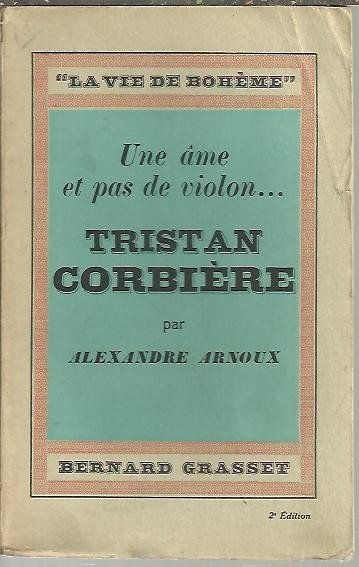 "LA VIE DE BOHÈME"
Une âme
et pas de violon...
TRISTAN
CORBIÈRE
par
ALEXANDRE ARNOUX
BERNARD GRASSET
2e Édition